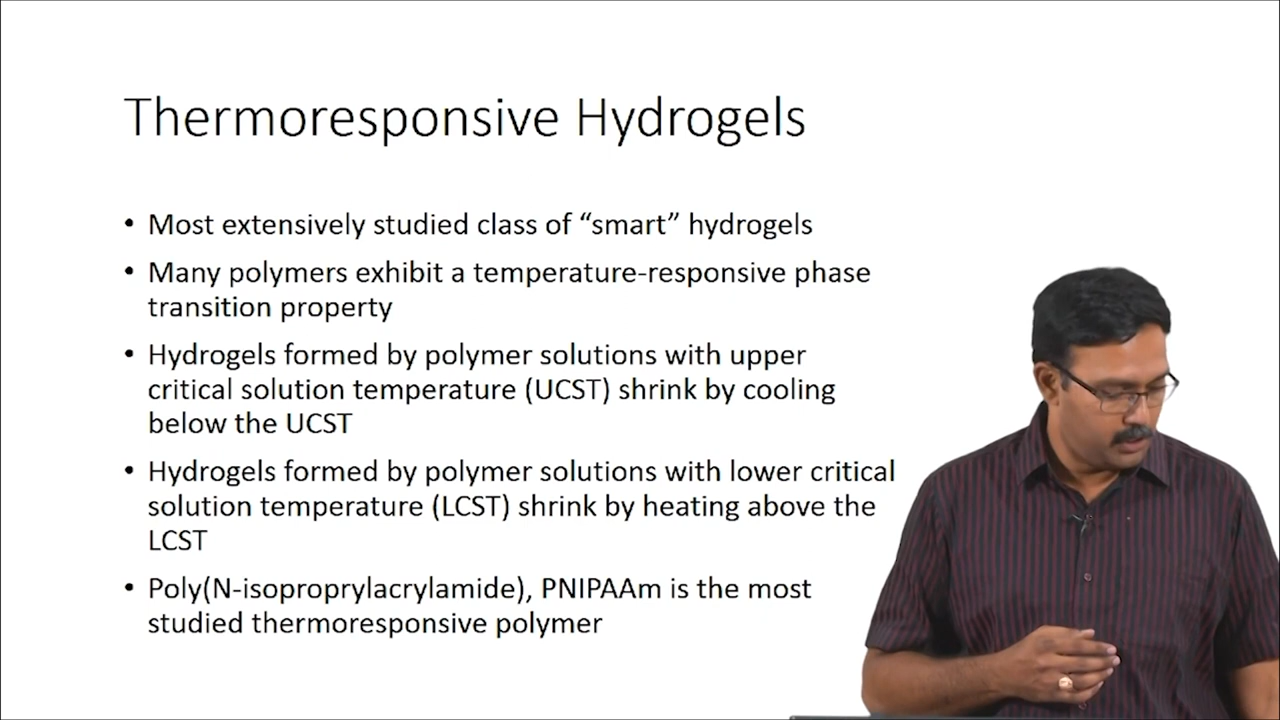 Thermoresponsive Hydrogels
• Most extensively studied class of “smart” hydrogels
• Many polymers exhibit a temperature-responsive phase
transition property
• Hydrogels formed by polymer solutions with upper
critical solution temperature (UCST) shrink by cooling
below the UCST
• Hydrogels formed by polymer solutions with lower critical
solution temperature (LCST) shrink by heating above the
LCST
• Poly(N-isoproprylacrylamide), PNIPAAm is the most
studied thermoresponsive polymer